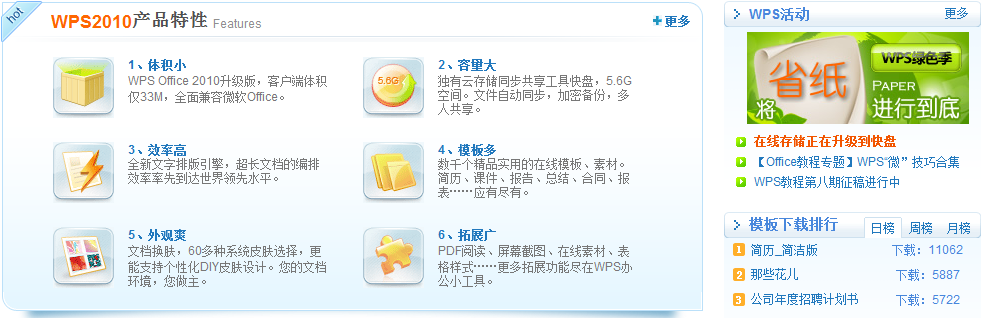 hot
WPS2010产品特性 Features
更多
1、体积小
WPS Office 2010升级版，客户端体积
仅33M，全面兼容微软Office。
2、容量大
5.6G
独有云存储同步共享工具快盘，5.6G
空间。文件自动同步，加密备份，多
人共享。
3、效率高
全新文字排版引擎，超长文档的编排
效率率先到达世界领先水平。
4、模板多
数千个精品实用的在线模板、素材。
简历、课件、报告、总结、合同、报
表……应有尽有。
5、外观爽
文档换肤，60多种系统皮肤选择，更
能支持个性化DIY皮肤设计。您的文档
环境，您做主。
6、拓展广
PDF阅读、屏幕截图、在线素材、表
格样式……更多拓展功能尽在WPS办
公小工具。
WPS活动
更多
WPS绿色季
将 省纸 PAPER 进行到底
在线存储正在升级到快盘
【Office教程专题】WPS“微”技巧合集
WPS教程第八期征稿进行中
模板下载排行
日榜 周榜 月榜
1 简历_简洁版 下载：11062
2 那些花儿 下载：5887
3 公司年度招聘计划书 下载：5722